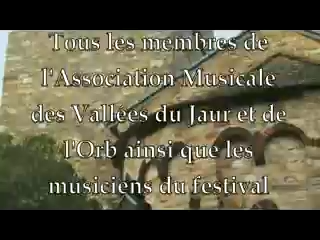 Tous les membres de
l'Association Musicale
des Vallées du Jaur et de
l'Orb ainsi que les
musiciens du festival